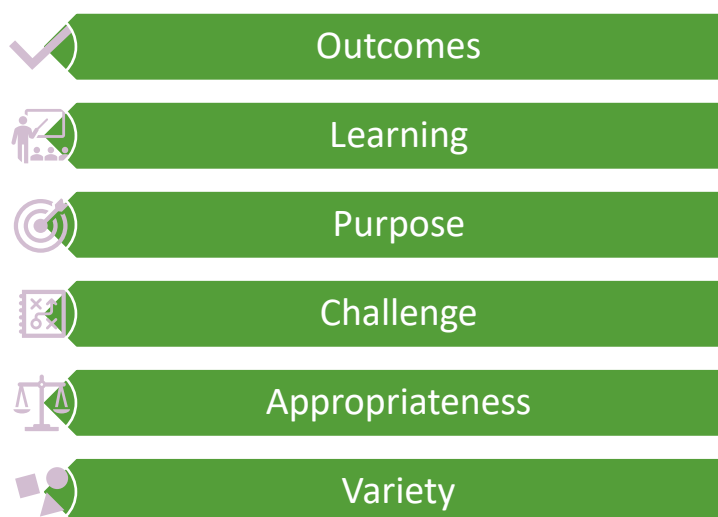 Outcomes
Learning
Purpose
Challenge
Appropriateness
Variety